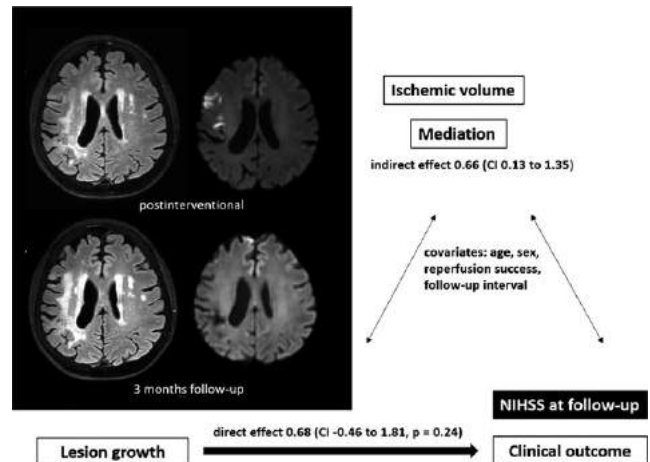 Ischemic volume
Mediation
indirect effect 0.66 (CI 0.13 to 1.35)
postinterventional
covariates: age, sex,
reperfusion success,
follow-up interval
3 months follow-up
NIHSS at follow-up
direct effect 0.68 (CI -0.46 to 1.81, p = 0.24)
Lesion growth
Clinical outcome